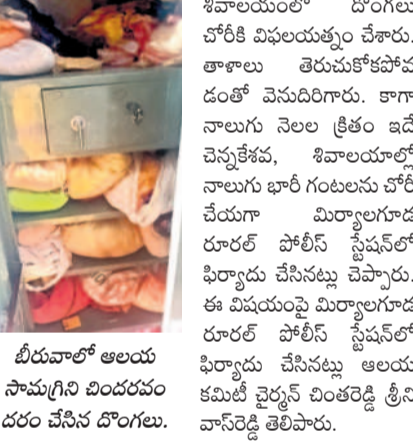 శివాలయంలో దొంగలు
చోరీకి విఫలయత్నం చేశారు.
తాళాలు తెరుచుకోకపోవ
డంతో వెనుదిరిగారు. కాగా
నాలుగు నెలల క్రితం ఇదే
చెన్నకేశవ, శివాలయాల్లో
నాలుగు భారీ గంటలను చోరీ
చేయగా మిర్యాలగూడ
రూరల్ పోలీస్ స్టేషన్‌లో
ఫిర్యాదు చేసినట్లు చెప్పారు.
ఈ విషయంపై మిర్యాలగూడ
రూరల్ పోలీస్ స్టేషన్‌లో
ఫిర్యాదు చేసినట్లు ఆలయ
కమిటీ చైర్మన్ చింతరెడ్డి శ్రీని
వాస్‌రెడ్డి తెలిపారు.
బీరువాలో ఆలయ
సామగ్రిని చిందరవం
దరం చేసిన దొంగలు.